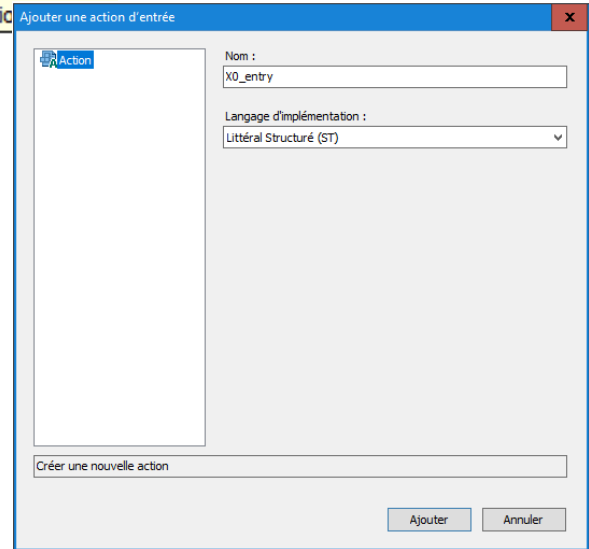 Ajouter une action d'entrée
Action
Nom :
X0_entry
Langage d'implémentation :
Littéral Structuré (ST)
Créer une nouvelle action
Ajouter
Annuler